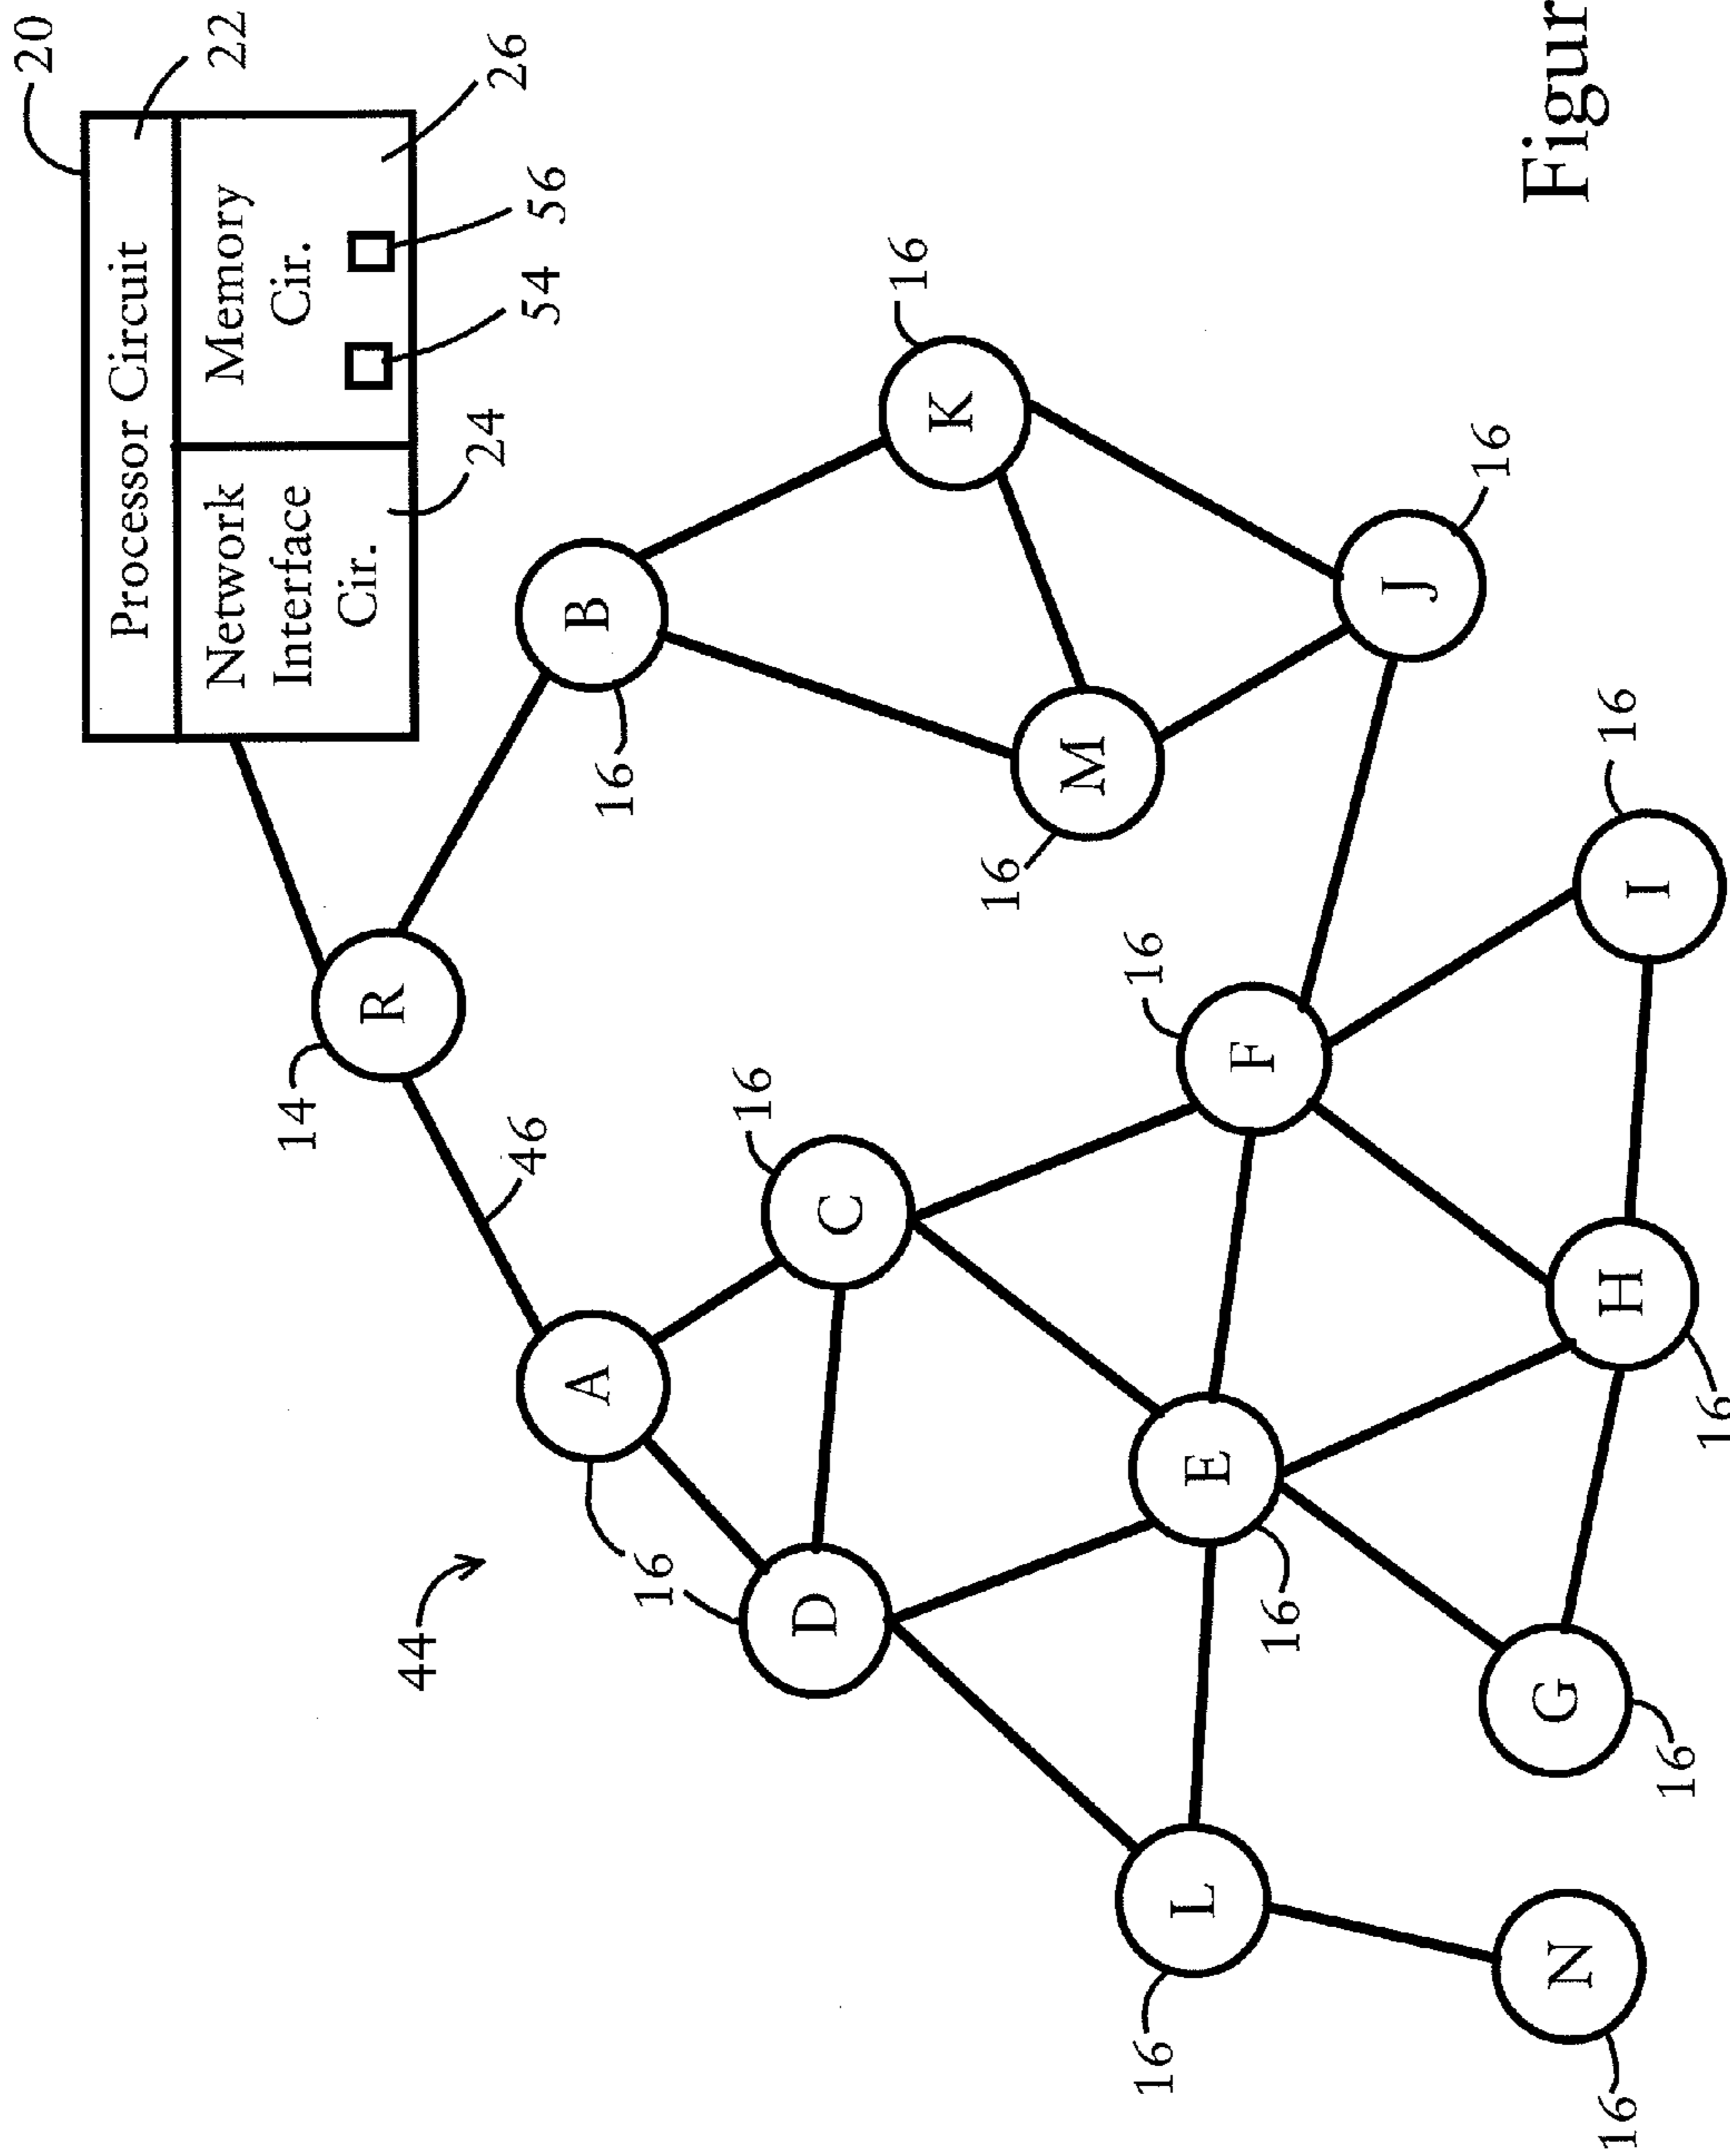 20
Processor Circuit
22
Network
Interface
Cir.
Memory
Cir.
14
R
44
24
26
54
56
46
A
B
16
16
16
D
C
16
K
16
M
16
F
16
L
E
16
16
J
16
Figur
G
N
H
I
16
16
16
16